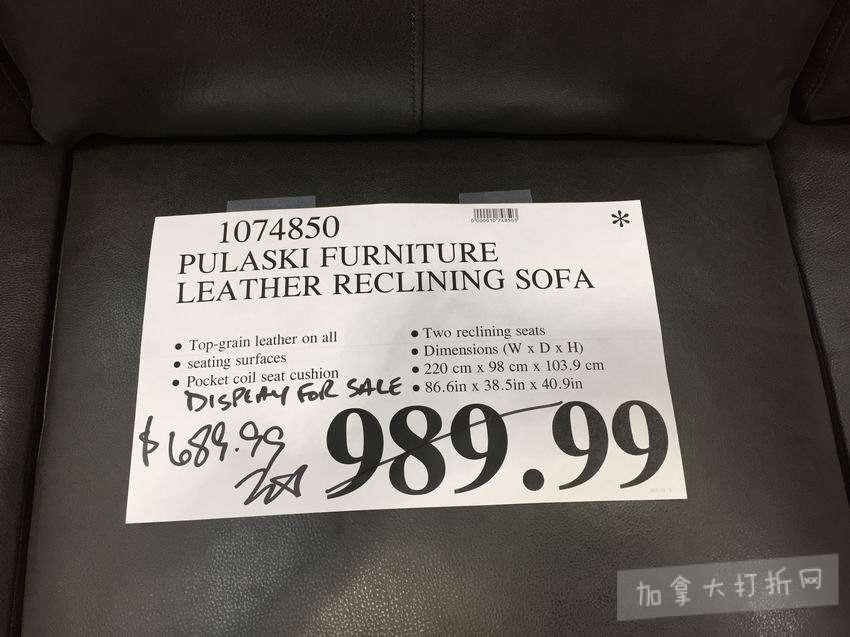 1074850
*
PULASKI FURNITURE
LEATHER RECLINING SOFA
• Top-grain leather on all
• seating surfaces
• Pocket coil seat cushion
• Two reclining seats
• Dimensions (W x D x H)
• 220 cm x 98 cm x 103.9 cm
• 86.6in x 38.5in x 40.9in
DISPLAY FOR SALE
$689.99
989.99
加拿大打折网